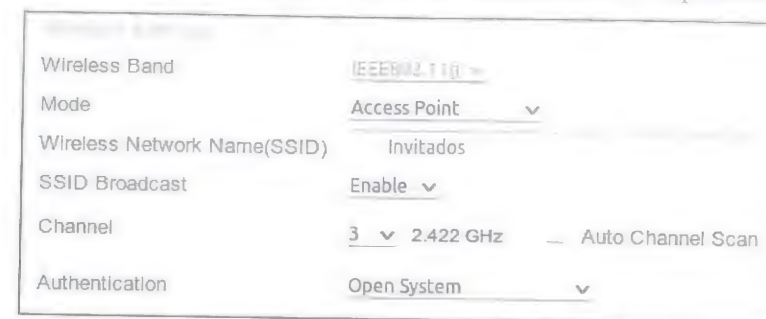 Wireless Band IEEE802.11g
Mode Access Point
Wireless Network Name(SSID) Invitados
SSID Broadcast Enable
Channel 3 2.422 GHz Auto Channel Scan
Authentication Open System